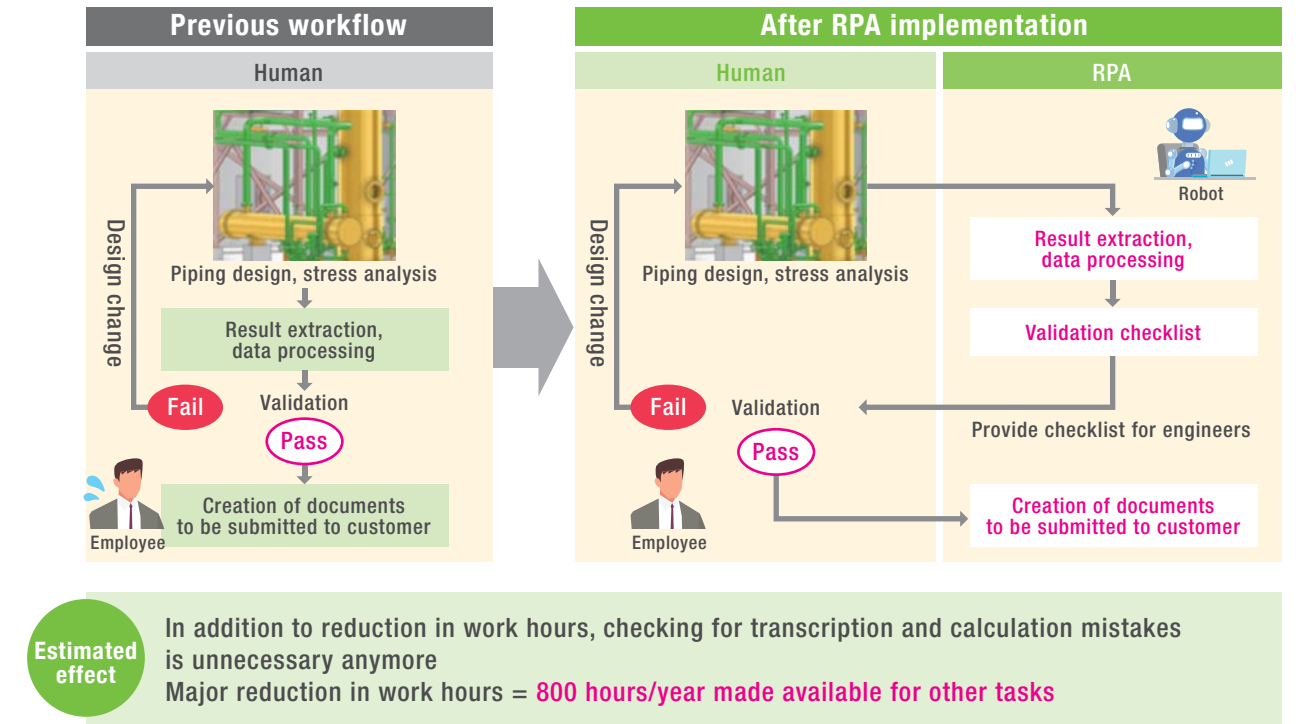 Previous workflow
Human
Design change
Piping design, stress analysis
Result extraction,
data processing
Fail
Validation
Pass
Employee
Creation of documents
to be submitted to customer
After RPA implementation
Human
RPA
Robot
Design change
Piping design, stress analysis
Result extraction,
data processing
Validation checklist
Fail
Validation
Pass
Provide checklist for engineers
Employee
Creation of documents
to be submitted to customer
Estimated
effect
In addition to reduction in work hours, checking for transcription and calculation mistakes
is unnecessary anymore
Major reduction in work hours = 800 hours/year made available for other tasks